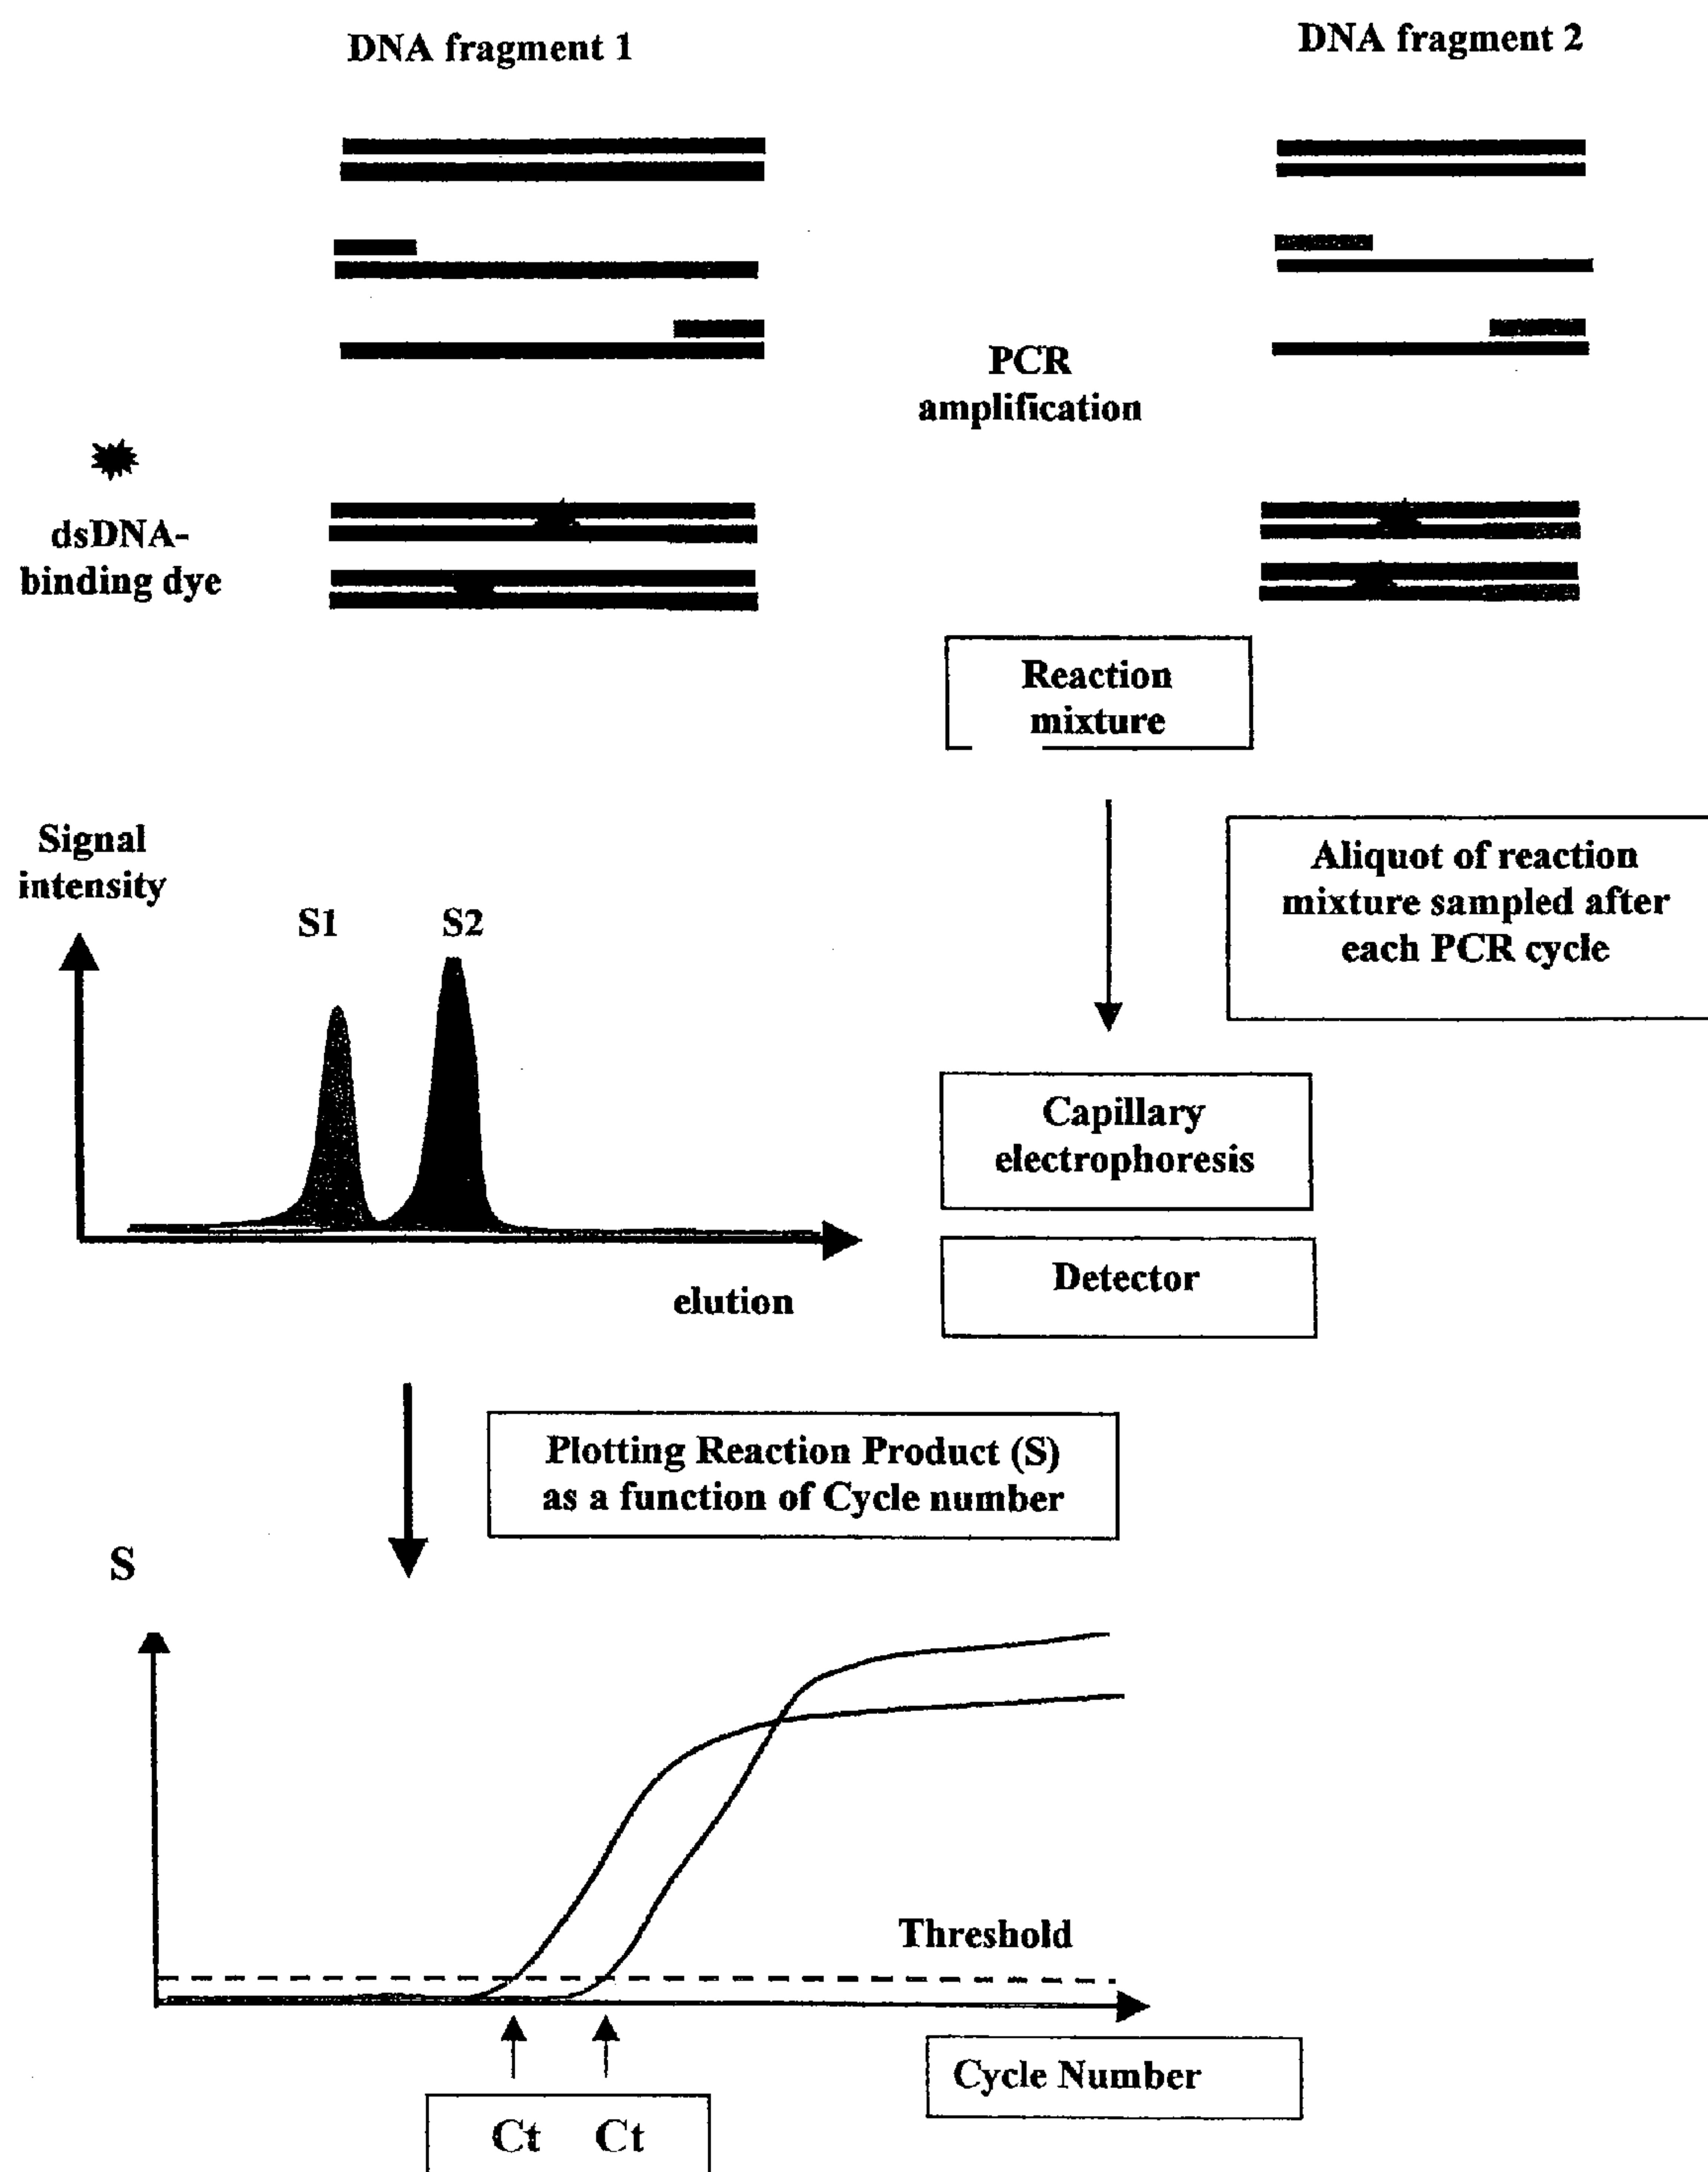 DNA fragment 1
DNA fragment 2
PCR
amplification
dsDNA-
binding dye
Reaction
mixture
Signal
intensity
Aliquot of reaction
mixture sampled after
each PCR cycle
S1
S2
Capillary
electrophoresis
Detector
elution
Plotting Reaction Product (S)
as a function of Cycle number
S
Threshold
Cycle Number
Ct Ct